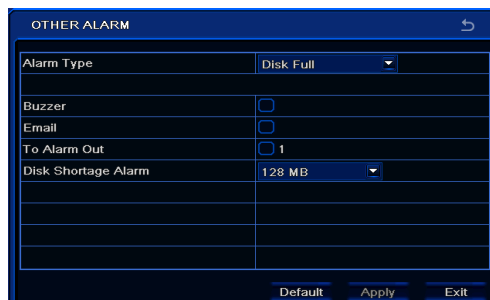 OTHER ALARM
Alarm Type Disk Full
Buzzer
Email
To Alarm Out 1
Disk Shortage Alarm 128 MB
Default Apply Exit